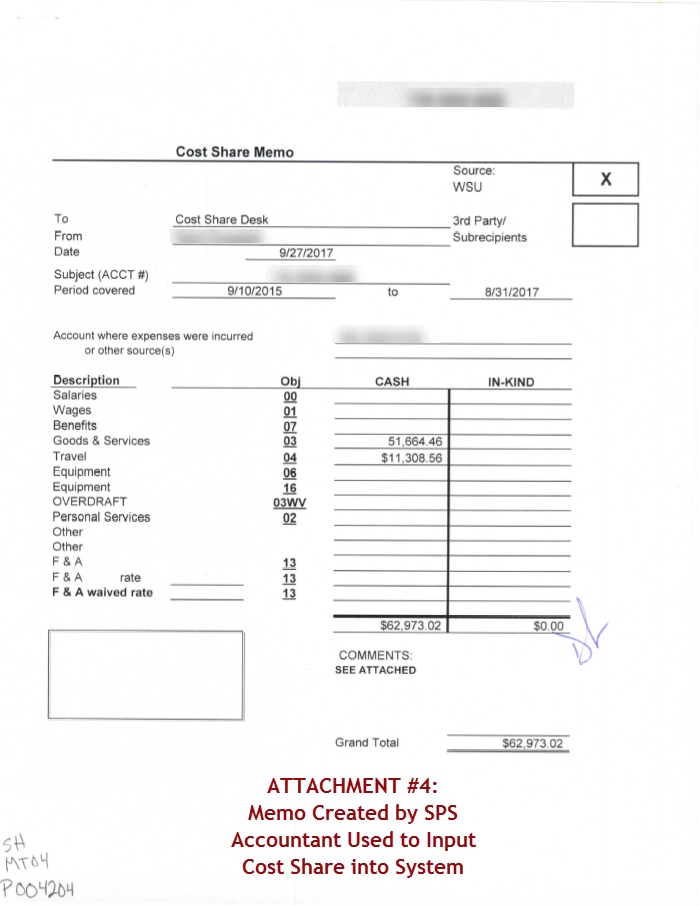 Cost Share Memo
Source:
WSU
X
To Cost Share Desk
3rd Party/
Subrecipients
From
Date 9/27/2017
Subject (ACCT #)
Period covered 9/10/2015 to 8/31/2017
Account where expenses were incurred
or other source(s)
Description Obj CASH IN-KIND
Salaries 00
Wages 01
Benefits 07
Goods & Services 03 51,664.46
Travel 04 $11,308.56
Equipment 06
Equipment 16
OVERDRAFT 03WV
Personal Services 02
Other
Other
F & A 13
F & A rate 13
F & A waived rate 13
$62,973.02 $0.00
COMMENTS:
SEE ATTACHED
Grand Total $62,973.02
ATTACHMENT #4:
Memo Created by SPS
Accountant Used to Input
Cost Share into System
SH
MT04
P004204